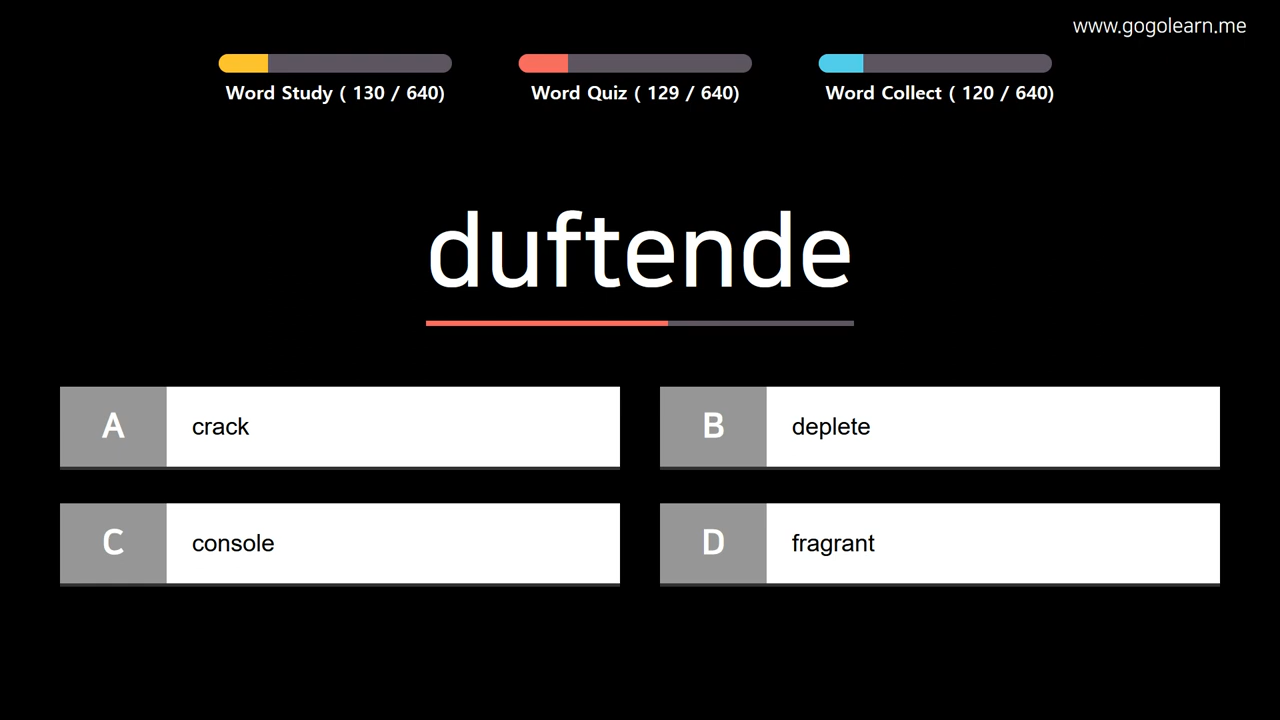 www.gogolearn.me
Word Study ( 130 / 640)
Word Quiz ( 129 / 640)
Word Collect ( 120 / 640)
duftende
A crack
B deplete
C console
D fragrant